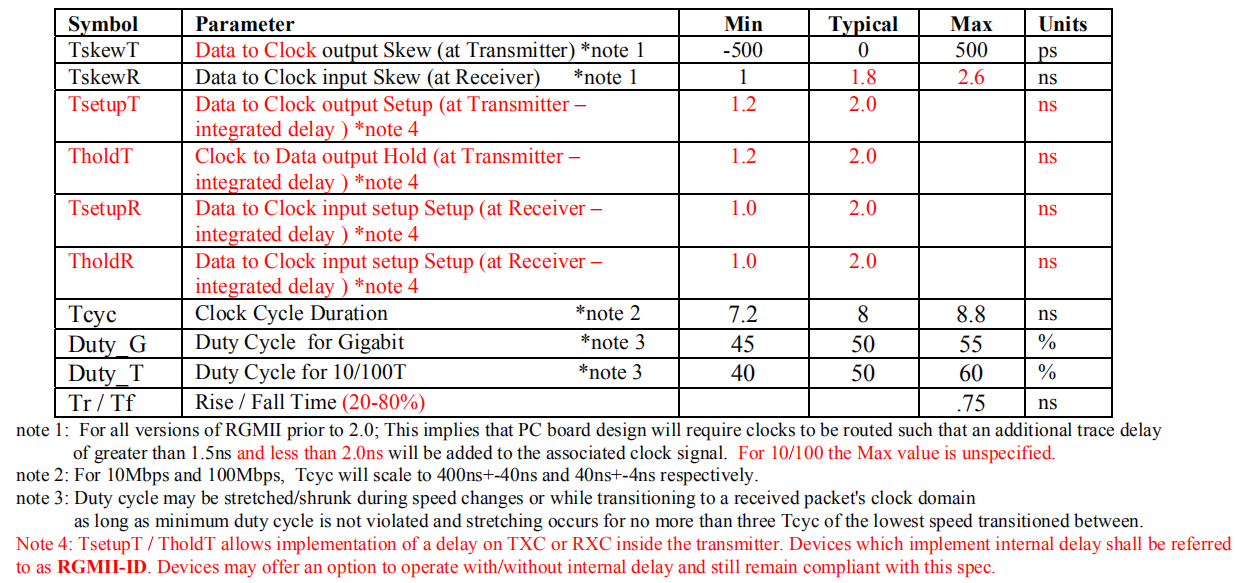 Symbol Parameter Min Typical Max Units
TskewT Data to Clock output Skew (at Transmitter) *note 1 -500 0 500 ps
TskewR Data to Clock input Skew (at Receiver) *note 1 1 1.8 2.6 ns
TsetupT Data to Clock output Setup (at Transmitter – 1.2 2.0 ns
integrated delay ) *note 4
TholdT Clock to Data output Hold (at Transmitter – 1.2 2.0 ns
integrated delay ) *note 4
TsetupR Data to Clock input setup Setup (at Receiver – 1.0 2.0 ns
integrated delay ) *note 4
TholdR Data to Clock input setup Setup (at Receiver – 1.0 2.0 ns
integrated delay ) *note 4
Tcyc Clock Cycle Duration *note 2 7.2 8 8.8 ns
Duty_G Duty Cycle for Gigabit *note 3 45 50 55 %
Duty_T Duty Cycle for 10/100T *note 3 40 50 60 %
Tr / Tf Rise / Fall Time (20-80%) .75 ns
note 1: For all versions of RGMII prior to 2.0; This implies that PC board design will require clocks to be routed such that an additional trace delay
of greater than 1.5ns and less than 2.0ns will be added to the associated clock signal. For 10/100 the Max value is unspecified.
note 2: For 10Mbps and 100Mbps, Tcyc will scale to 400ns+-40ns and 40ns+-4ns respectively.
note 3: Duty cycle may be stretched/shrunk during speed changes or while transitioning to a received packet's clock domain
as long as minimum duty cycle is not violated and stretching occurs for no more than three Tcyc of the lowest speed transitioned between.
Note 4: TsetupT / TholdT allows implementation of a delay on TXC or RXC inside the transmitter. Devices which implement internal delay shall be referred
to as RGMII-ID. Devices may offer an option to operate with/without internal delay and still remain compliant with this spec.